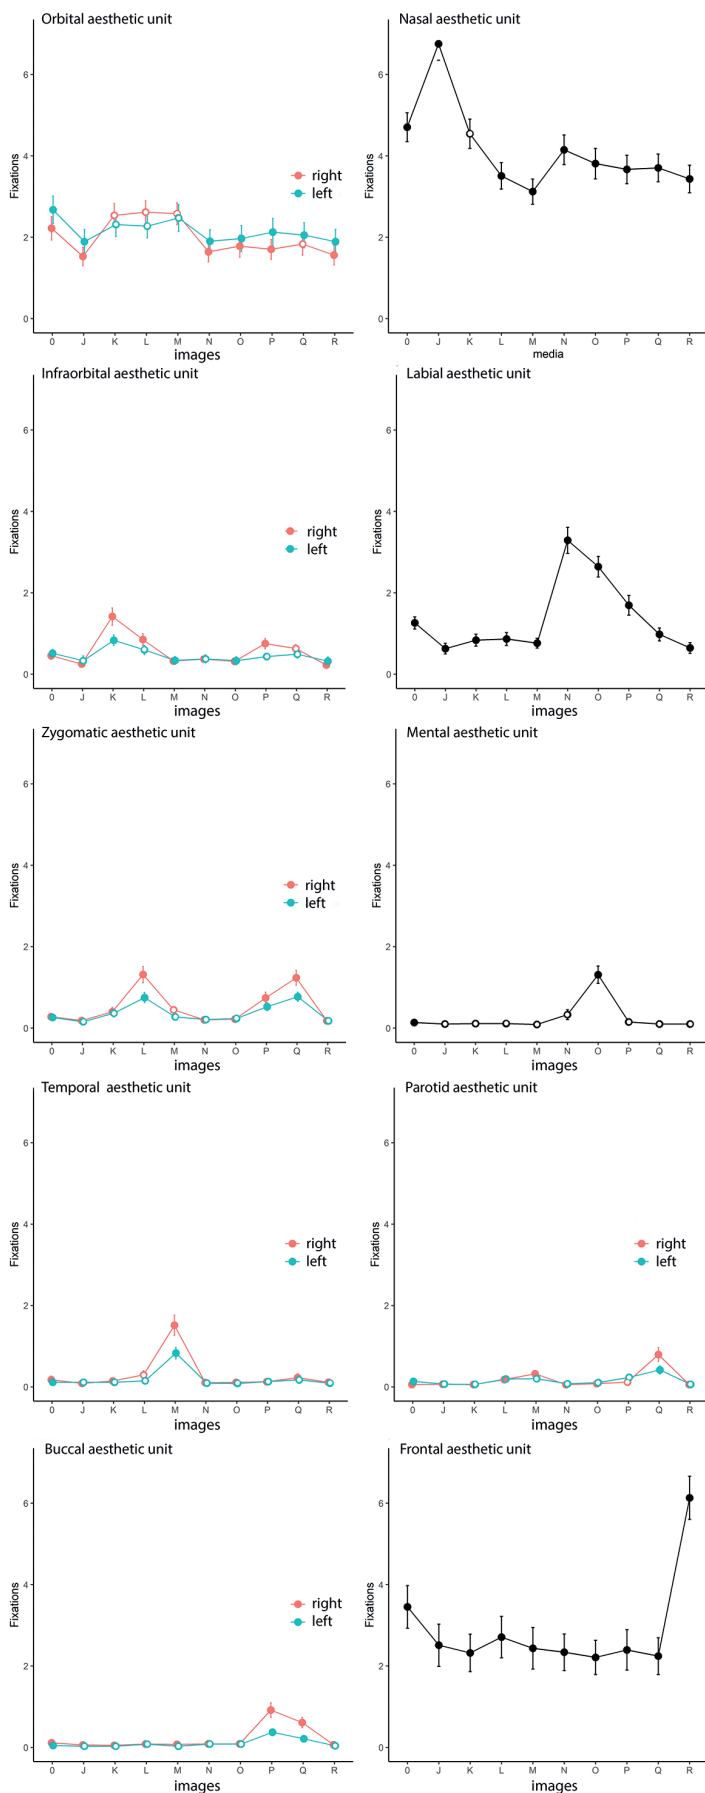 Orbital aesthetic unit
Fixations
6
4
2
0
right
left
0 J K L M N O P Q R
images
Nasal aesthetic unit
Fixations
6
4
2
0
0 J K L M N O P Q R
media
Infraorbital aesthetic unit
Fixations
6
4
2
0
right
left
0 J K L M N O P Q R
images
Labial aesthetic unit
Fixations
6
4
2
0
0 J K L M N O P Q R
images
Zygomatic aesthetic unit
Fixations
6
4
2
0
right
left
0 J K L M N O P Q R
images
Mental aesthetic unit
Fixations
6
4
2
0
0 J K L M N O P Q R
images
Temporal aesthetic unit
Fixations
6
4
2
0
right
left
0 J K L M N O P Q R
images
Parotid aesthetic unit
Fixations
6
4
2
0
right
left
0 J K L M N O P Q R
images
Buccal aesthetic unit
Fixations
6
4
2
0
right
left
0 J K L M N O P Q R
images
Frontal aesthetic unit
Fixations
6
4
2
0
0 J K L M N O P Q R
images